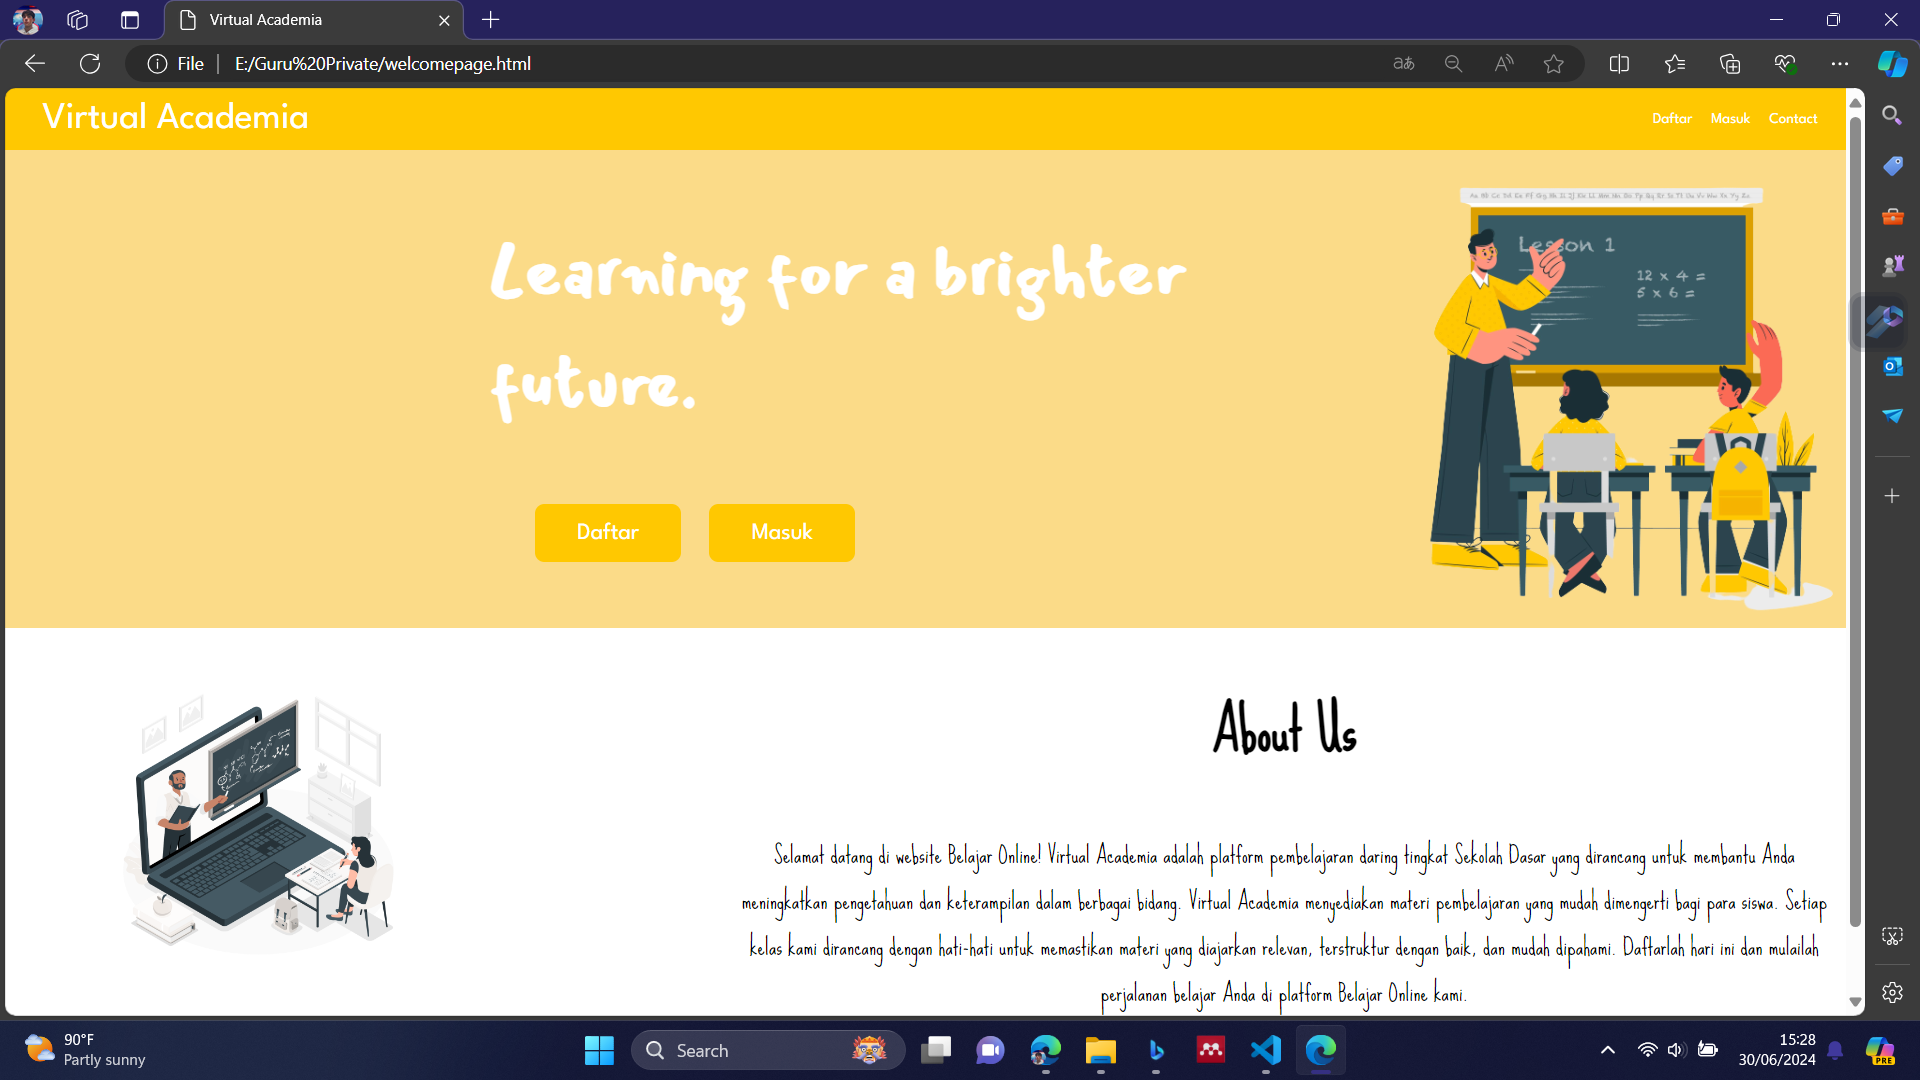 Virtual Academia
File
E:/Guru%20Private/welcomepage.html
Virtual Academia
Daftar Masuk Contact
Lesson 1
12 x 4 =
5 x 6 =
Learning for a brighter
future.
Daftar Masuk
About Us
Selamat datang di website Belajar Online! Virtual Academia adalah platform pembelajaran daring tingkat Sekolah Dasar yang dirancang untuk membantu Anda
meningkatkan pengetahuan dan keterampilan dalam berbagai bidang. Virtual Academia menyediakan materi pembelajaran yang mudah dimengerti bagi para siswa. Setiap
kelas kami dirancang dengan hati-hati untuk memastikan materi yang diajarkan relevan, terstruktur dengan baik, dan mudah dipahami. Daftarlah hari ini dan mulailah
perjalanan belajar Anda di platform Belajar Online kami.
90°F
Partly sunny
Search
15:28
30/06/2024
PRE